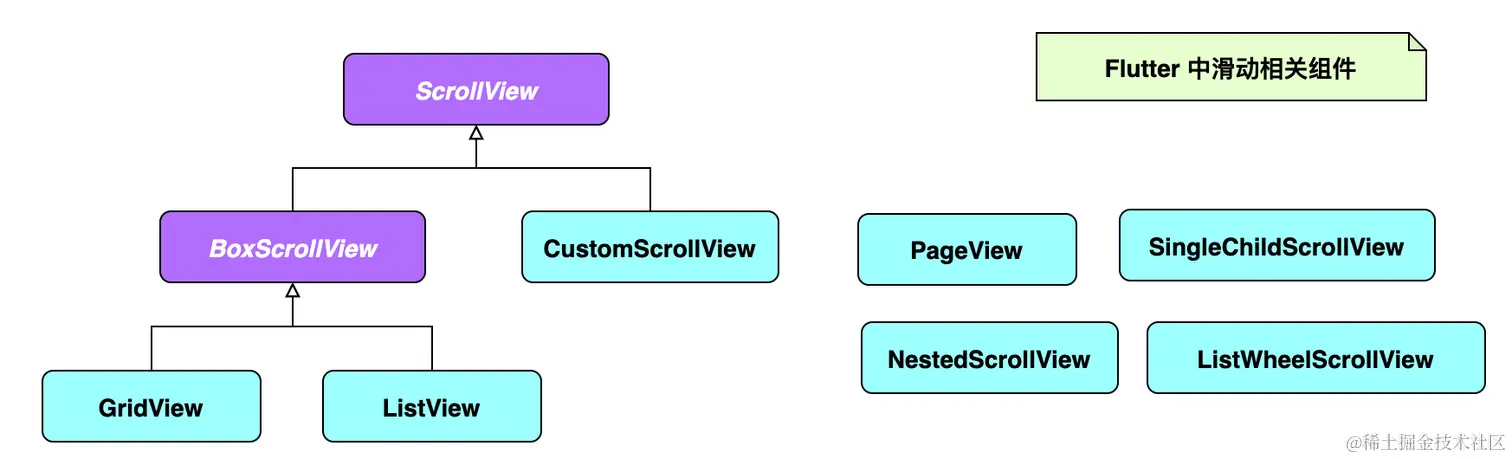 Flutter 中滑动相关组件
ScrollView
BoxScrollView
CustomScrollView
PageView
SingleChildScrollView
NestedScrollView
ListWheelScrollView
GridView
ListView
@稀土掘金技术社区